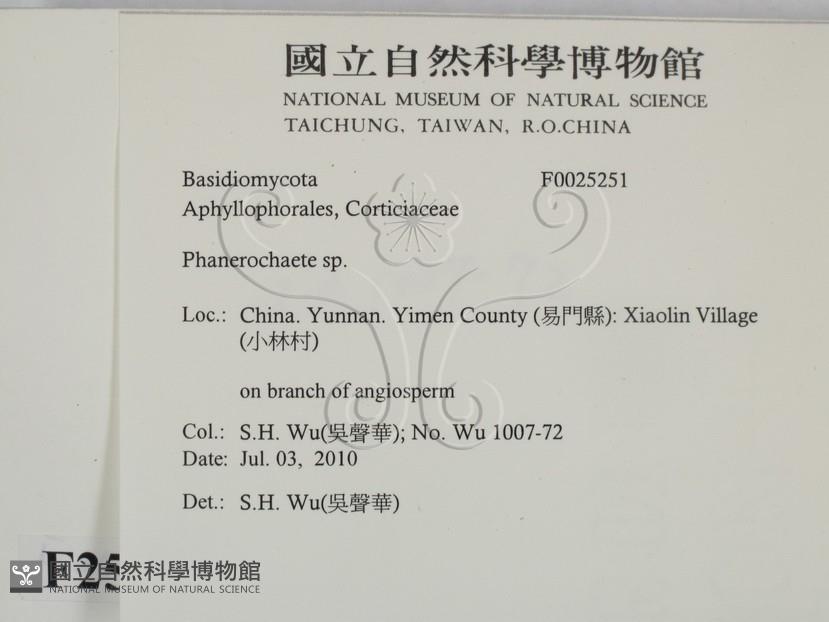 國立自然科學博物館
NATIONAL MUSEUM OF NATURAL SCIENCE
TAICHUNG, TAIWAN, R.O.CHINA
Basidiomycota F0025251
Aphyllophorales, Corticiaceae
Phanerochaete sp.
Loc.: China. Yunnan. Yimen County (易門縣): Xiaolin Village
(小林村)
on branch of angiosperm
Col.: S.H. Wu(吳聲華); No. Wu 1007-72
Date: Jul. 03, 2010
Det.: S.H. Wu(吳聲華)
F25
國立自然科學博物館
NATIONAL MUSEUM OF NATURAL SCIENCE